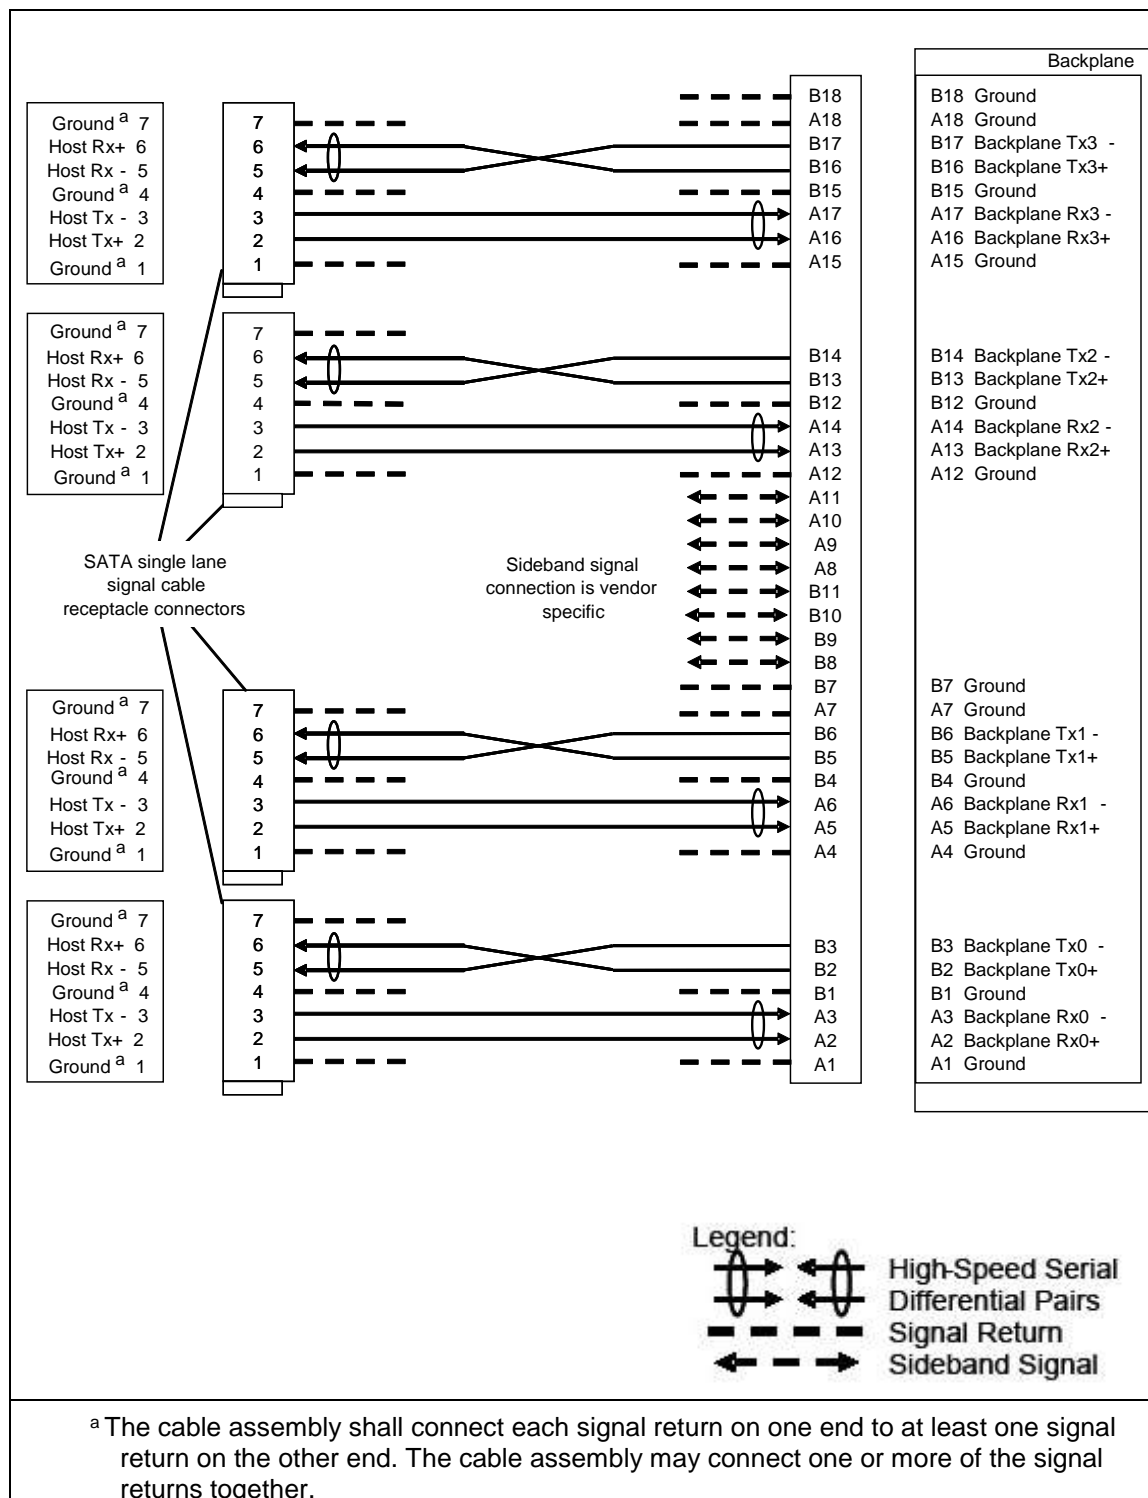 Backplane
Ground a 7 7 B18 B18 Ground
Host Rx+ 6 6 A18 A18 Ground
Host Rx - 5 5 B17 B17 Backplane Tx3 -
Ground a 4 4 B16 B16 Backplane Tx3+
Host Tx - 3 3 B15 B15 Ground
Host Tx+ 2 2 A17 A17 Backplane Rx3 -
Ground a 1 1 A16 A16 Backplane Rx3+
A15 A15 Ground
Ground a 7 7
Host Rx+ 6 6 B14 B14 Backplane Tx2 -
Host Rx - 5 5 B13 B13 Backplane Tx2+
Ground a 4 4 B12 B12 Ground
Host Tx - 3 3 A14 A14 Backplane Rx2 -
Host Tx+ 2 2 A13 A13 Backplane Rx2+
Ground a 1 1 A12 A12 Ground
A11
A10
A9
A8
B11
B10
B9
B8
SATA single lane
signal cable
receptacle connectors
Sideband signal
connection is vendor
specific
B7 B7 Ground
Ground a 7 7 A7 A7 Ground
Host Rx+ 6 6 B6 B6 Backplane Tx1 -
Host Rx - 5 5 B5 B5 Backplane Tx1+
Ground a 4 4 B4 B4 Ground
Host Tx - 3 3 A6 A6 Backplane Rx1 -
Host Tx+ 2 2 A5 A5 Backplane Rx1+
Ground a 1 1 A4 A4 Ground
Ground a 7 7
Host Rx+ 6 6 B3 B3 Backplane Tx0 -
Host Rx - 5 5 B2 B2 Backplane Tx0+
Ground a 4 4 B1 B1 Ground
Host Tx - 3 3 A3 A3 Backplane Rx0 -
Host Tx+ 2 2 A2 A2 Backplane Rx0+
Ground a 1 1 A1 A1 Ground
Legend:
High-Speed Serial
Differential Pairs
Signal Return
Sideband Signal
a The cable assembly shall connect each signal return on one end to at least one signal
return on the other end. The cable assembly may connect one or more of the signal
returns together.